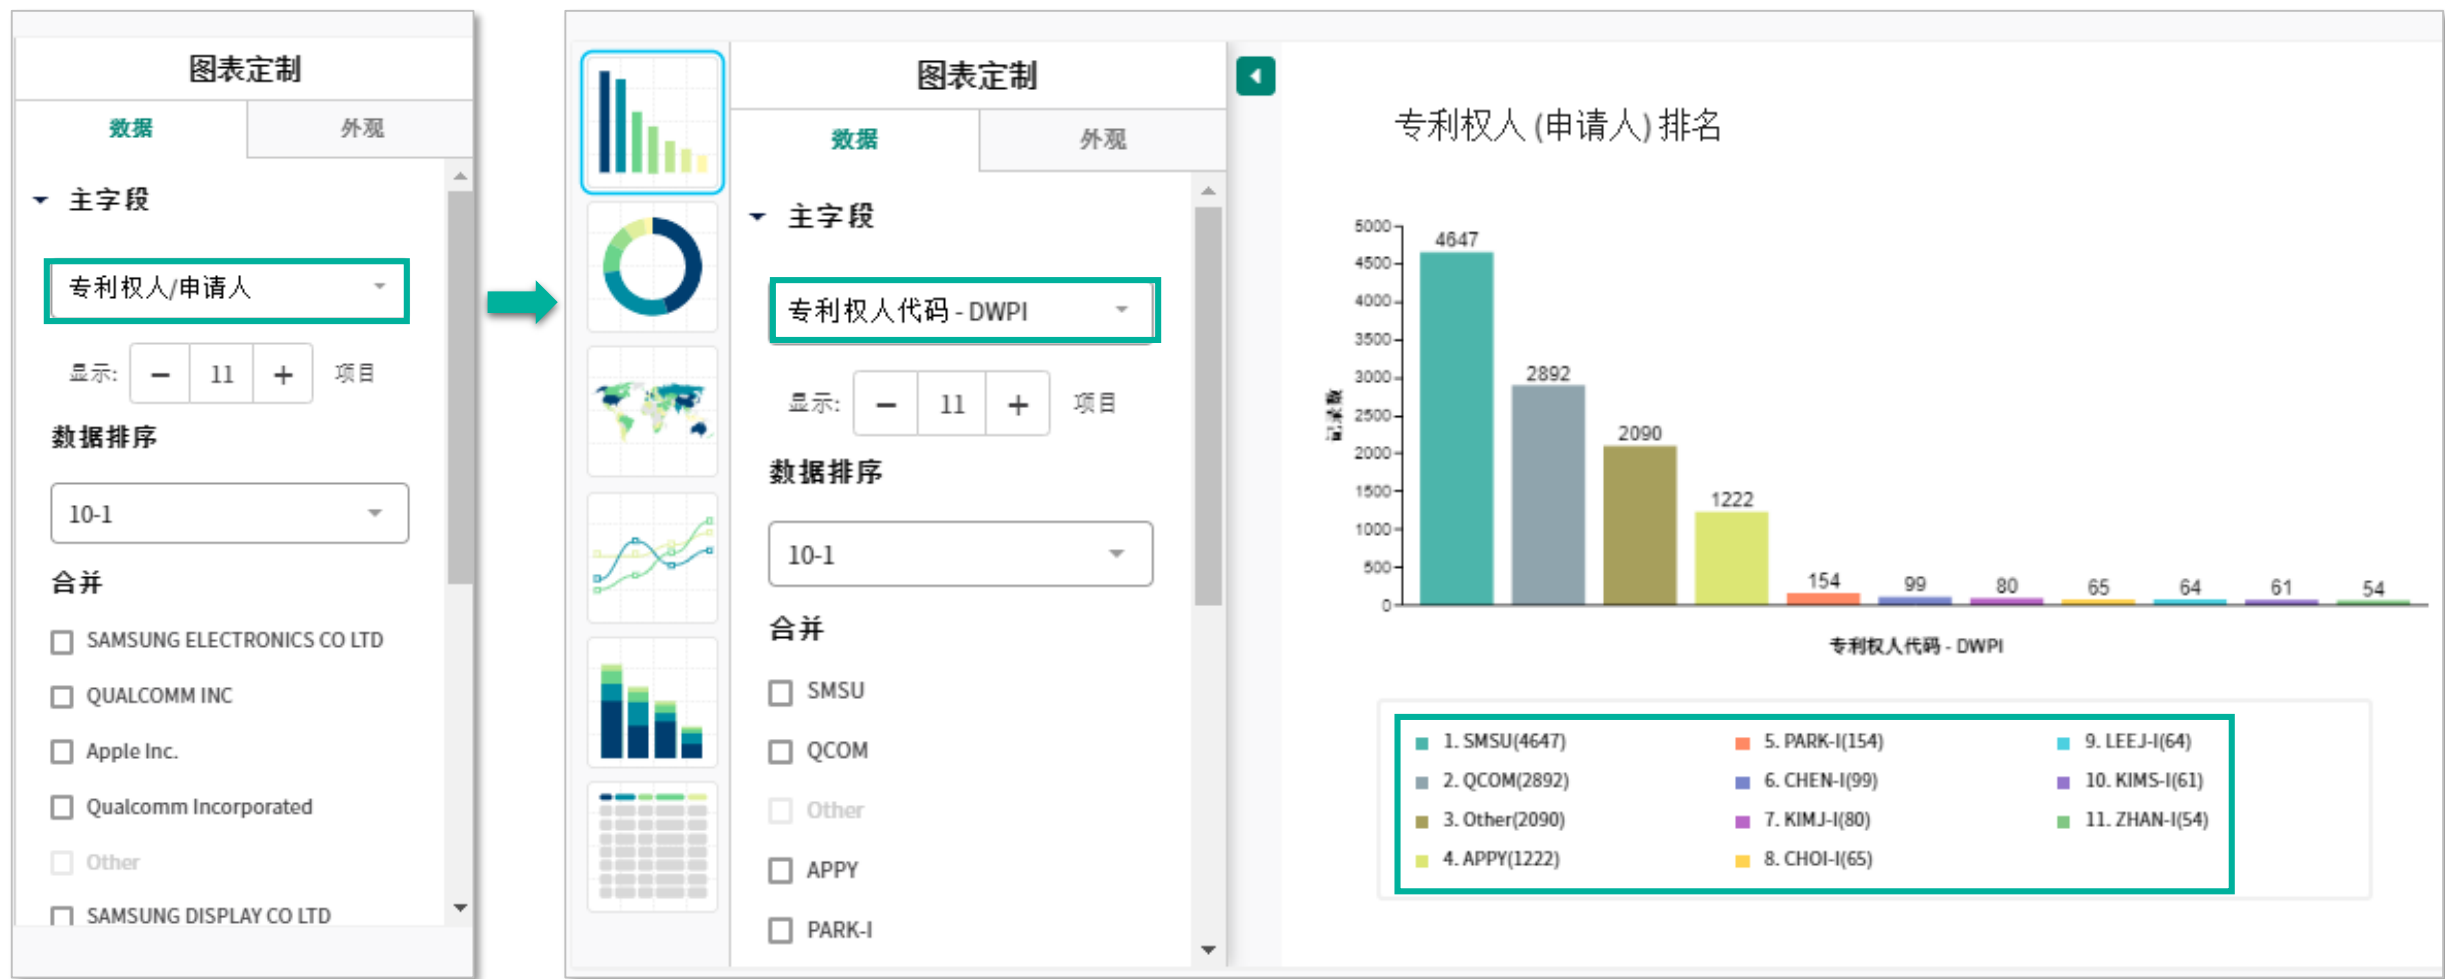 图表定制
数据
外观
主字段
专利权人/申请人
显示:
11
项目
数据排序
10-1
合并
SAMSUNG ELECTRONICS CO LTD
QUALCOMM INC
Apple Inc.
Qualcomm Incorporated
Other
SAMSUNG DISPLAY CO LTD
图表定制
数据
外观
主字段
专利权人代码 - DWPI
显示:
11
项目
数据排序
10-1
合并
SMSU
QCOM
Other
APPY
PARK-I
专利权人 (申请人) 排名
5000
4500
4000
3500
3000
2500
2000
1500
1000
500
0
记录数
4647
2892
2090
1222
154
99
80
65
64
61
54
专利权人代码 - DWPI
1. SMSU(4647)
2. QCOM(2892)
3. Other(2090)
4. APPY(1222)
5. PARK-I(154)
6. CHEN-I(99)
7. KIMJ-I(80)
8. CHOI-I(65)
9. LEEJ-I(64)
10. KIMS-I(61)
11. ZHAN-I(54)